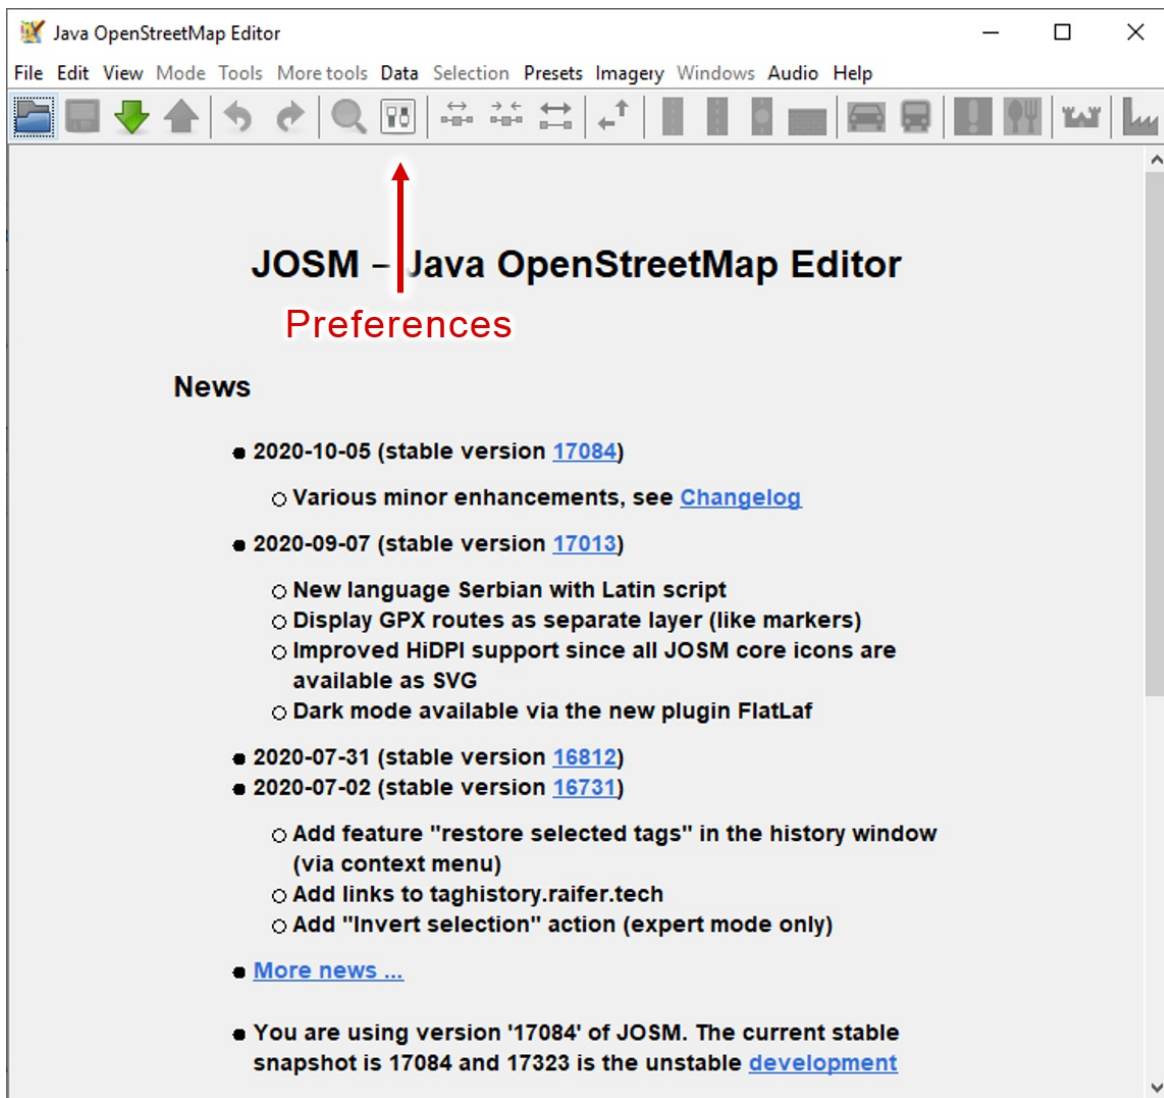 Java OpenStreetMap Editor
File Edit View Mode Tools More tools Data Selection Presets Imagery Windows Audio Help
JOSM – Java OpenStreetMap Editor
Preferences
News
2020-10-05 (stable version 17084)
Various minor enhancements, see Changelog
2020-09-07 (stable version 17013)
New language Serbian with Latin script
Display GPX routes as separate layer (like markers)
Improved HiDPI support since all JOSM core icons are
available as SVG
Dark mode available via the new plugin FlatLaf
2020-07-31 (stable version 16812)
2020-07-02 (stable version 16731)
Add feature "restore selected tags" in the history window
(via context menu)
Add links to taghistory.raifer.tech
Add "Invert selection" action (expert mode only)
More news ...
You are using version '17084' of JOSM. The current stable
snapshot is 17084 and 17323 is the unstable development